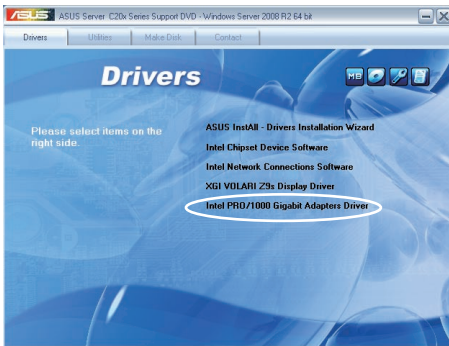 ASUS ASUS Server C20x Series Support DVD - Windows Server 2008 R2 64 bit
Drivers Utilities Make Disk Contact
Drivers
MB
Please select items on the
right side.
ASUS InstAll - Drivers Installation Wizard
Intel Chipset Device Software
Intel Network Connections Software
XGI VOLARI Z9s Display Driver
Intel PRO/1000 Gigabit Adapters Driver